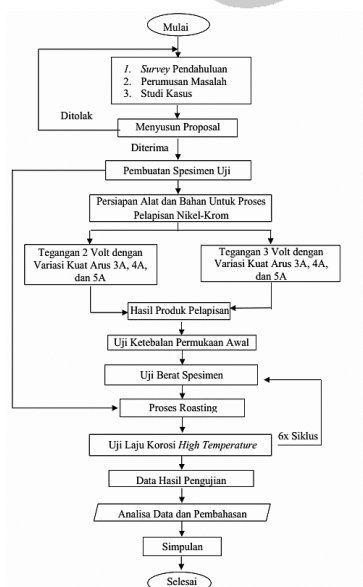 Mulai
1. Survey Pendahuluan
2. Perumusan Masalah
3. Studi Kasus
Ditolak
Menyusun Proposal
Diterima
Pembuatan Spesimen Uji
Persiapan Alat dan Bahan Untuk Proses
Pelapisan Nikel-Krom
Tegangan 2 Volt dengan
Variasi Kuat Arus 3A, 4A,
dan 5A
Tegangan 3 Volt dengan
Variasi Kuat Arus 3A, 4A,
dan 5A
Hasil Produk Pelapisan
Uji Ketebalan Permukaan Awal
Uji Berat Spesimen
Proses Roasting
6x Siklus
Uji Laju Korosi High Temperature
Data Hasil Pengujian
Analisa Data dan Pembahasan
Simpulan
Selesai